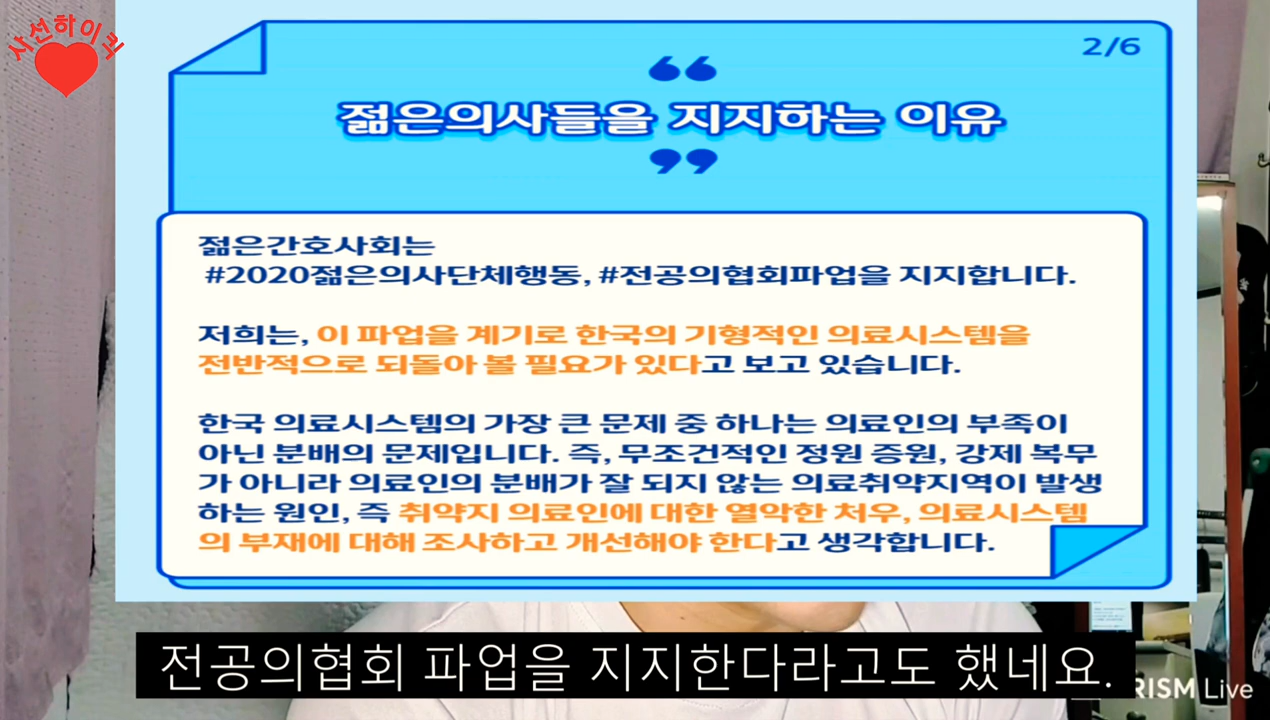 사선하이킥
2/6
“
젊은의사들을 지지하는 이유
”
젊은간호사회는
#2020젊은의사단체행동, #전공의협회파업을 지지합니다.
저희는, 이 파업을 계기로 한국의 기형적인 의료시스템을
전반적으로 되돌아 볼 필요가 있다고 보고 있습니다.
한국 의료시스템의 가장 큰 문제 중 하나는 의료인의 부족이
아닌 분배의 문제입니다. 즉, 무조건적인 정원 증원, 강제 복무
가 아니라 의료인의 분배가 잘 되지 않는 의료취약지역이 발생
하는 원인, 즉 취약지 의료인에 대한 열악한 처우, 의료시스템
의 부재에 대해 조사하고 개선해야 한다고 생각합니다.
전공의협회 파업을 지지한다라고도 했네요.
RISM Live